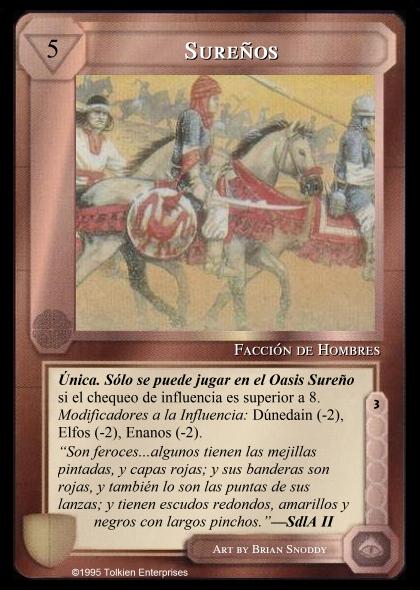 5
Sureños
Facción de Hombres
Única. Sólo se puede jugar en el Oasis Sureño
si el chequeo de influencia es superior a 8.
Modificadores a la Influencia: Dúnedain (-2),
Elfos (-2), Enanos (-2).
“Son feroces...algunos tienen las mejillas
pintadas, y capas rojas; y sus banderas son
rojas, y también lo son las puntas de sus
lanzas; y tienen escudos redondos, amarillos y
negros con largos pinchos.”—SdlA II
3
Art by Brian Snoddy
©1995 Tolkien Enterprises